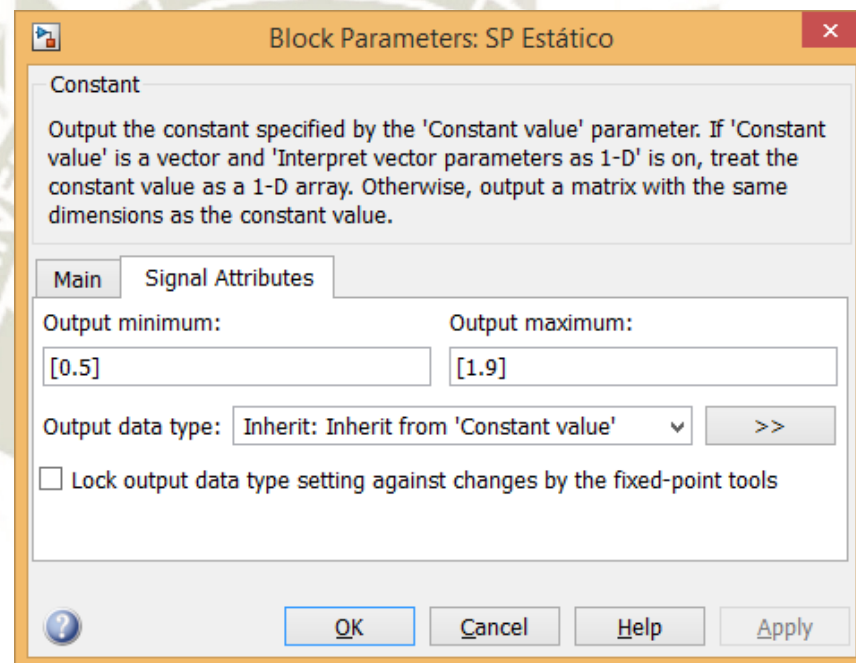 Block Parameters: SP Estático
Constant
Output the constant specified by the 'Constant value' parameter. If 'Constant
value' is a vector and 'Interpret vector parameters as 1-D' is on, treat the
constant value as a 1-D array. Otherwise, output a matrix with the same
dimensions as the constant value.
Main Signal Attributes
Output minimum: Output maximum:
[0.5] [1.9]
Output data type: Inherit: Inherit from 'Constant value' >>
Lock output data type setting against changes by the fixed-point tools
OK Cancel Help Apply